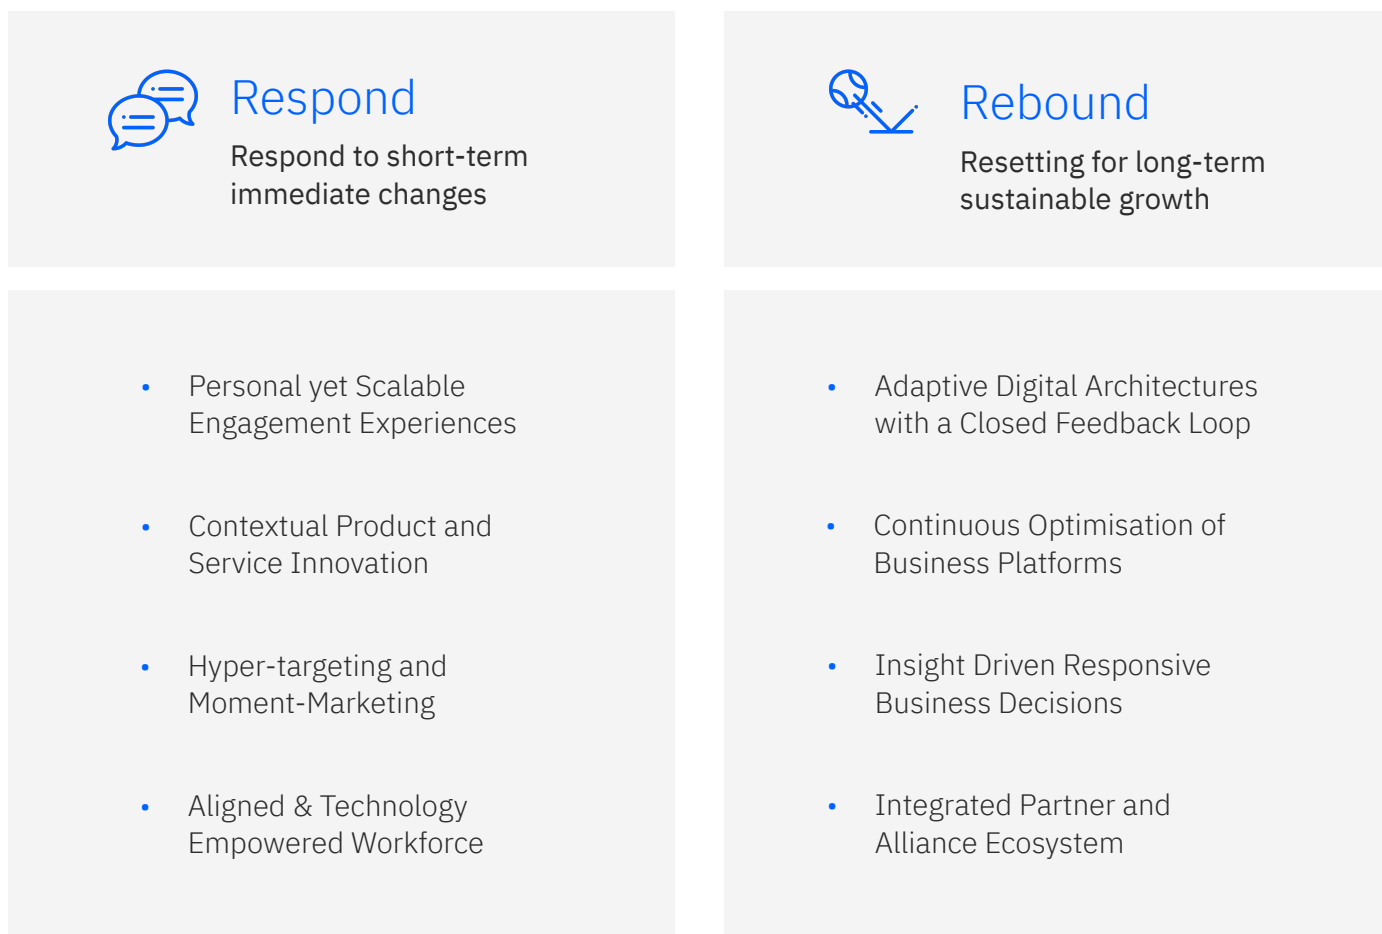 Respond
Respond to short-term
immediate changes
Rebound
Resetting for long-term
sustainable growth
• Personal yet Scalable
Engagement Experiences
• Contextual Product and
Service Innovation
• Hyper-targeting and
Moment-Marketing
• Aligned & Technology
Empowered Workforce
• Adaptive Digital Architectures
with a Closed Feedback Loop
• Continuous Optimisation of
Business Platforms
• Insight Driven Responsive
Business Decisions
• Integrated Partner and
Alliance Ecosystem